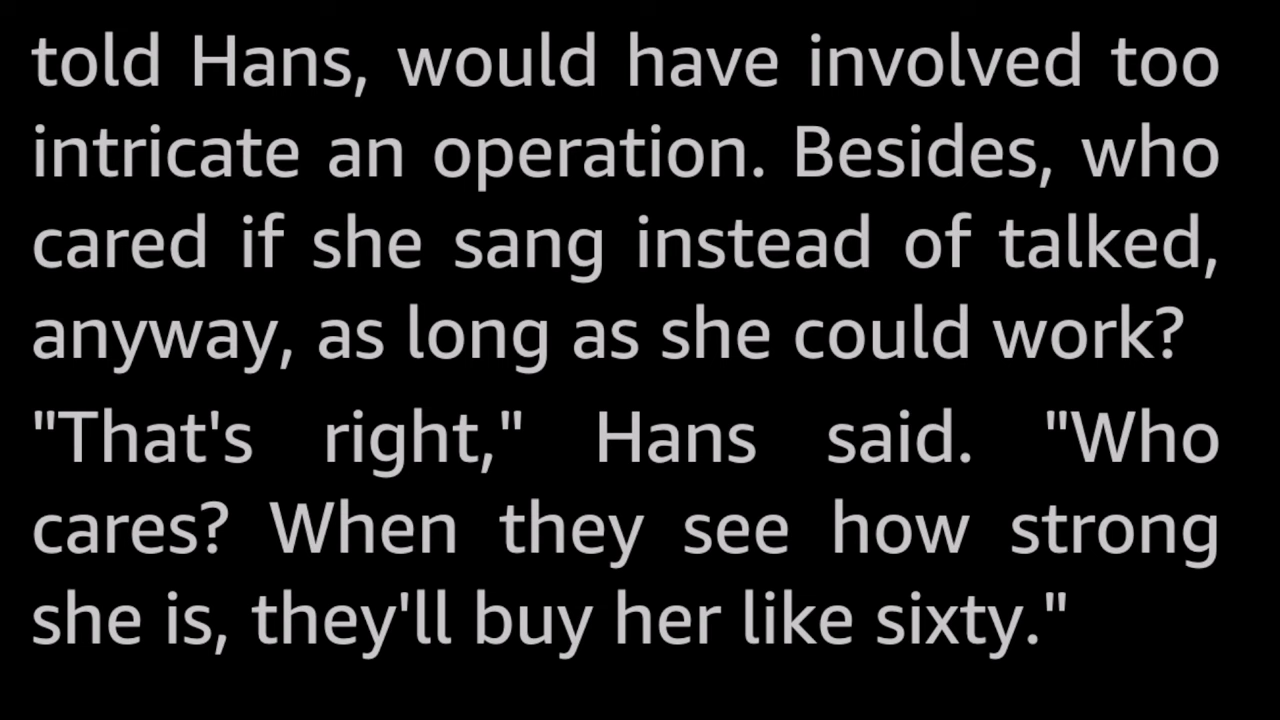 told Hans, would have involved too
intricate an operation. Besides, who
cared if she sang instead of talked,
anyway, as long as she could work?
"That's right," Hans said. "Who
cares? When they see how strong
she is, they'll buy her like sixty."